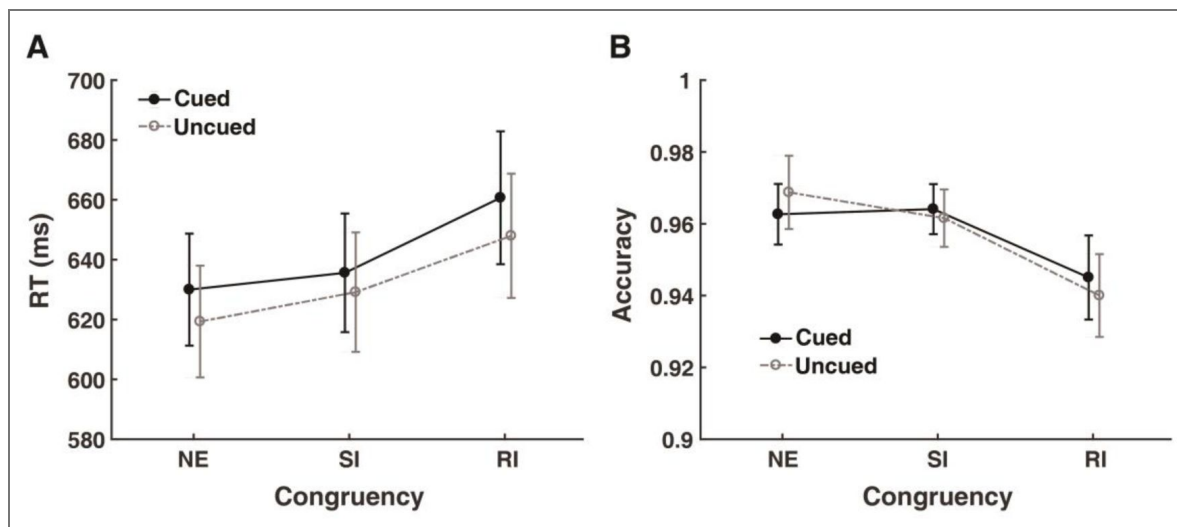 A
RT (ms)
700
680
660
640
620
600
580
Cued
Uncued
NE SI RI
Congruency
B
Accuracy
1
0.98
0.96
0.94
0.92
0.9
Cued
Uncued
NE SI RI
Congruency